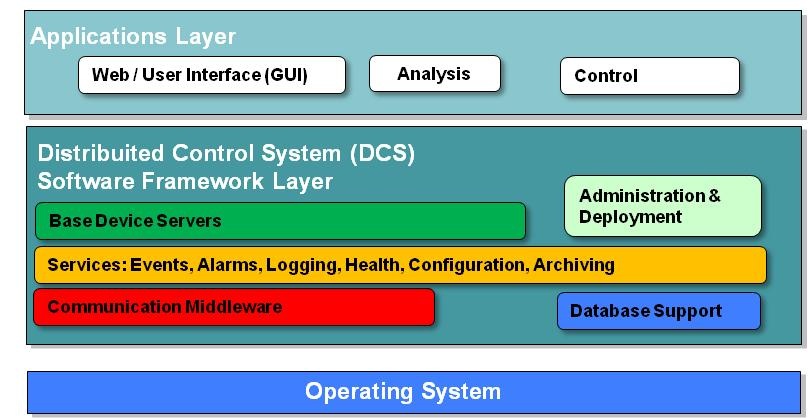 Applications Layer
Web / User Interface (GUI)
Analysis
Control
Distribuited Control System (DCS)
Software Framework Layer
Administration &
Deployment
Base Device Servers
Services: Events, Alarms, Logging, Health, Configuration, Archiving
Communication Middleware
Database Support
Operating System